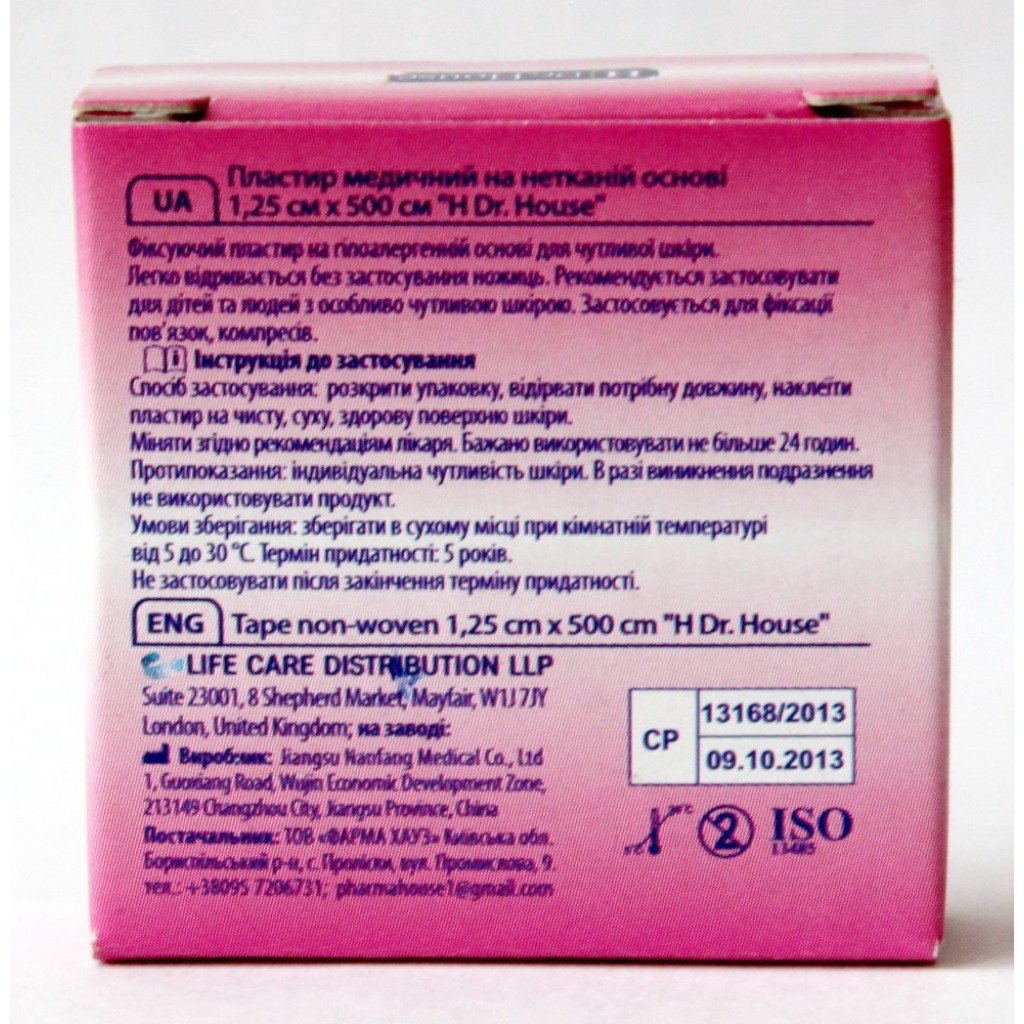 UA
Пластир медичний на нетканій основі
1,25 см х 500 см "H Dr. House"
Фіксуючий пластир на гіпоалергенній основі для чутливої шкіри.
Легко відривається без застосування ножиць. Рекомендується застосовувати
для дітей та людей з особливо чутливою шкірою. Застосовується для фіксації
пов'язок, компресів.
Інструкція до застосування
Спосіб застосування: розкрити упаковку, відірвати потрібну довжину, наклеїти
пластир на чисту, суху, здорову поверхню шкіри.
Міняти згідно рекомендаціям лікаря. Бажано використовувати не більше 24 годин.
Протипоказання: індивідуальна чутливість шкіри. В разі виникнення подразнення
не використовувати продукт.
Умови зберігання: зберігати в сухому місці при кімнатній температурі
від 5 до 30 °С. Термін придатності: 5 років.
Не застосовувати після закінчення терміну придатності.
ENG Tape non-woven 1,25 cm x 500 cm "H Dr. House"
LIFE CARE DISTRIBUTION LLP
Suite 23001, 8 Shepherd Market, Mayfair, W1J 7JY
London, United Kingdom; на заводі:
Виробник: Jiangsu Nanfang Medical Co., Ltd
1, Guoxiang Road, Wujin Economic Development Zone,
213149 Changzhou City, Jiangsu Province, China
Постачальник: ТОВ «ФАРМА ХАУЗ» Київська обл.
Бориспільський р-н, с. Проліски, вул. Промислова, 9.
тел.: +38095 7206731; pharmahouse1@gmail.com
СР
13168/2013
09.10.2013
2
ISO
13485